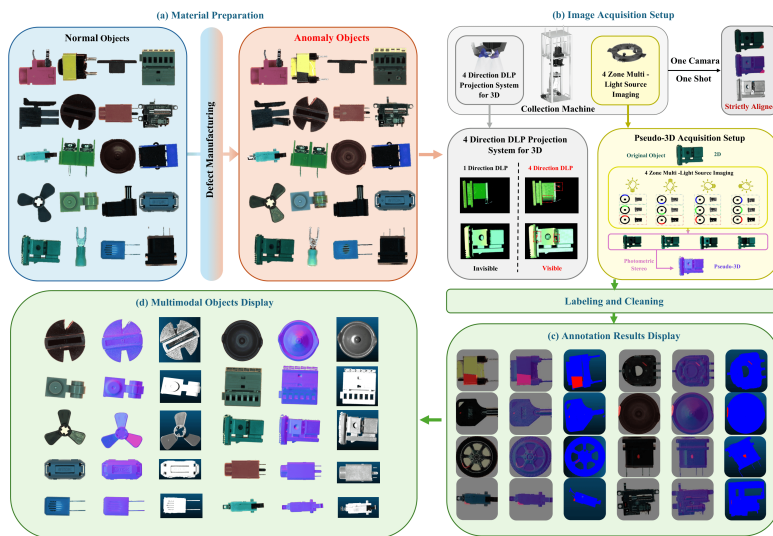 (a) Material Preparation
Normal Objects
Defect Manufacturing
Anomaly Objects
(b) Image Acquisition Setup
4 Direction DLP
Projection System
for 3D
Collection Machine
4 Zone Multi -
Light Source
Imaging
One Camara
One Shot
Strictly Aligned
4 Direction DLP Projection
System for 3D
1 Direction DLP
4 Direction DLP
Invisible
Visible
Pseudo-3D Acquisition Setup
Original Object
2D
4 Zone Multi -Light Source Imaging
Photometric
Stereo
Pseudo-3D
Labeling and Cleaning
(c) Annotation Results Display
(d) Multimodal Objects Display